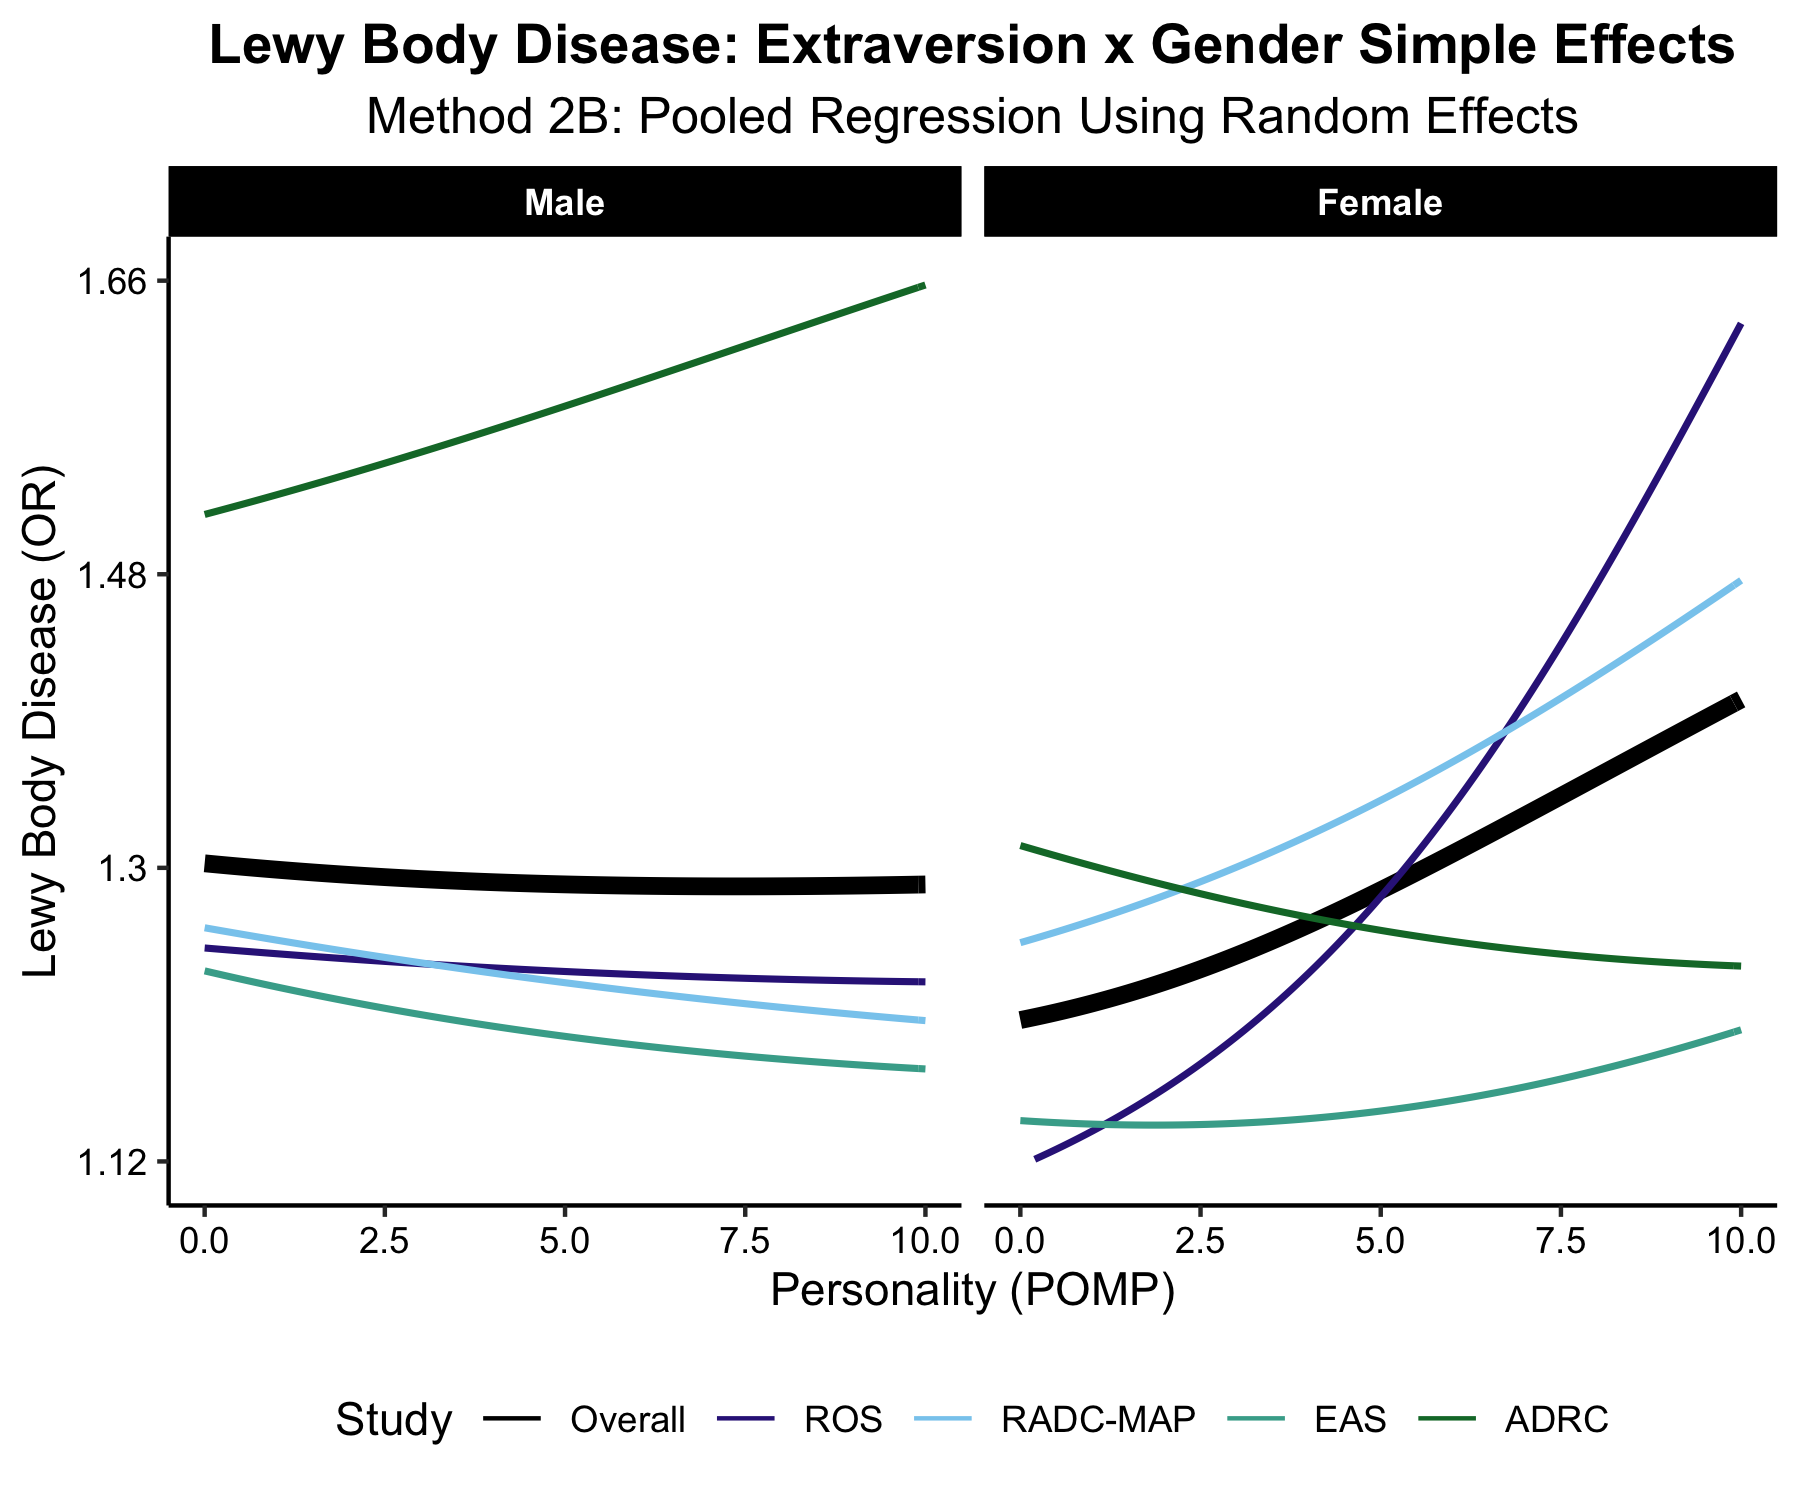 Lewy Body Disease: Extraversion x Gender Simple Effects
Method 2B: Pooled Regression Using Random Effects
Male
Female
Lewy Body Disease (OR)
1.66
1.48
1.3
1.12
0.0 2.5 5.0 7.5 10.0
0.0 2.5 5.0 7.5 10.0
Personality (POMP)
Study Overall ROS RADC-MAP EAS ADRC